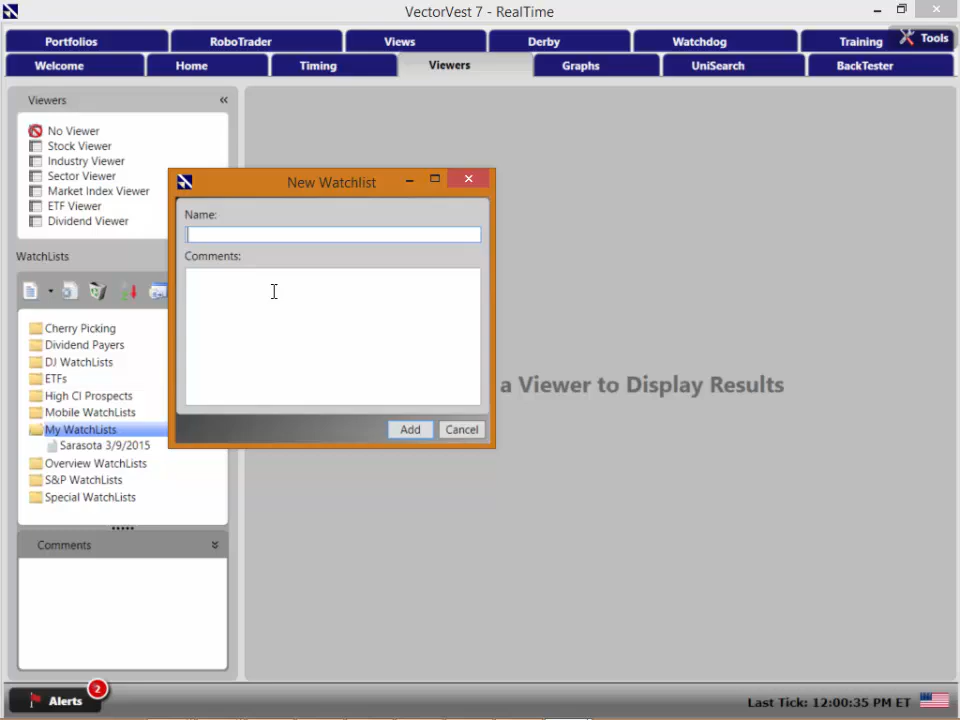 VectorVest 7 - RealTime
Portfolios
RoboTrader
Views
Derby
Watchdog
Training
Tools
Welcome
Home
Timing
Viewers
Graphs
UniSearch
BackTester
Viewers
No Viewer
Stock Viewer
Industry Viewer
Sector Viewer
Market Index Viewer
ETF Viewer
Dividend Viewer
WatchLists
Cherry Picking
Dividend Payers
DJ WatchLists
ETFs
High CI Prospects
Mobile WatchLists
My WatchLists
Sarasota 3/9/2015
Overview WatchLists
S&P WatchLists
Special WatchLists
Comments
New Watchlist
Name:
Comments:
Add
Cancel
a Viewer to Display Results
Alerts
2
Last Tick: 12:00:35 PM ET